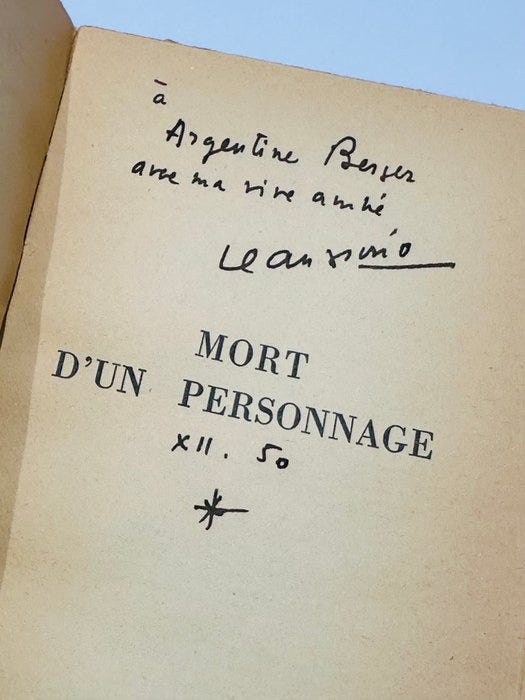 à
Argentine Berger
avec ma vive amitié
Jean Giono
MORT
D'UN PERSONNAGE
XII. 50